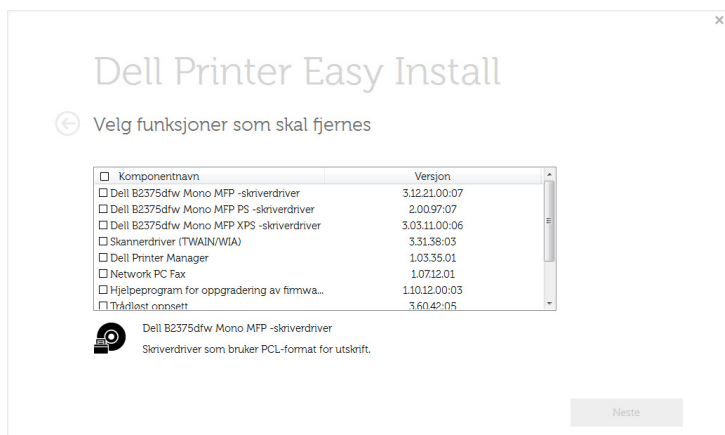 Dell Printer Easy Install
Velg funksjoner som skal fjernes
Komponentnavn Versjon
Dell B2375dfw Mono MFP -skriverdriver 3.12.21.00:07
Dell B2375dfw Mono MFP PS -skriverdriver 2.00.97:07
Dell B2375dfw Mono MFP XPS -skriverdriver 3.03.11.00:06
Skannerdriver (TWAIN/WIA) 3.31.38:03
Dell Printer Manager 1.03.35.01
Network PC Fax 1.07.12.01
Hjelpeprogram for oppgradering av firmwa... 1.10.12.00:03
Trådløst oppsett 3.60.42:05
Dell B2375dfw Mono MFP -skriverdriver
Skriverdriver som bruker PCL-format for utskrift.
Neste